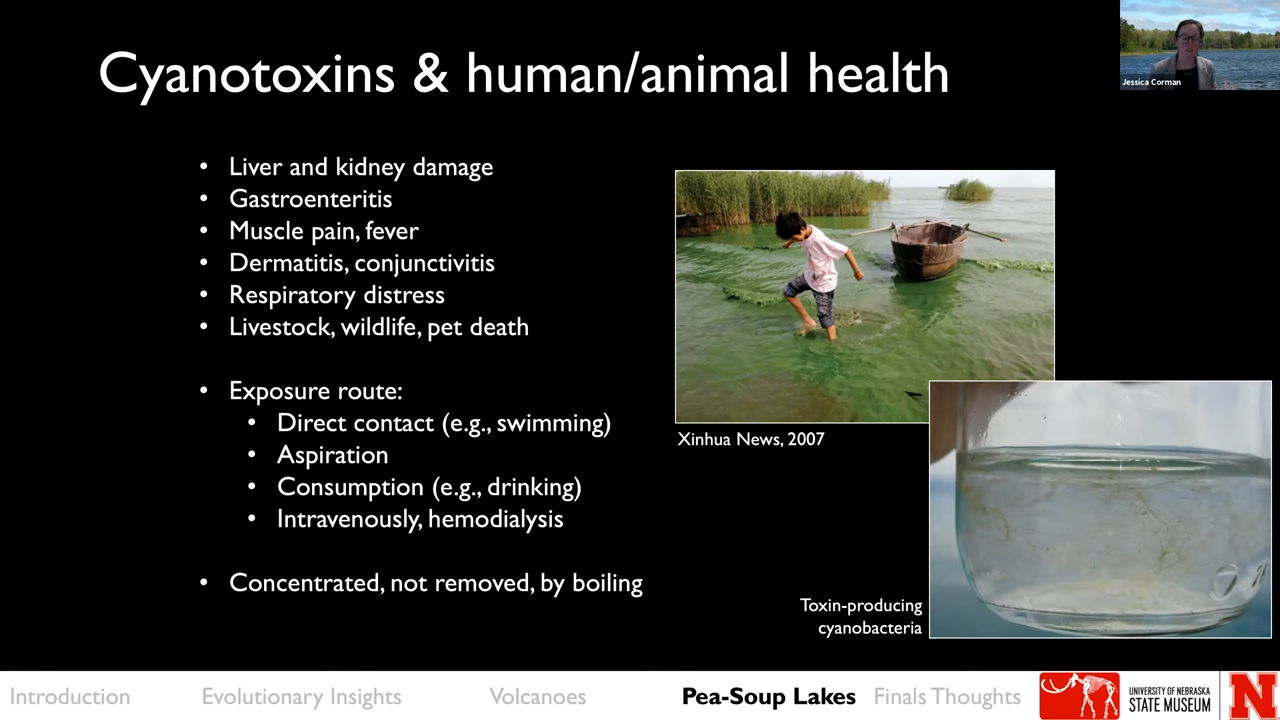 Cyanotoxins & human/animal health
Jessica Corman
• Liver and kidney damage
• Gastroenteritis
• Muscle pain, fever
• Dermatitis, conjunctivitis
• Respiratory distress
• Livestock, wildlife, pet death
• Exposure route:
• Direct contact (e.g., swimming)
• Aspiration
• Consumption (e.g., drinking)
• Intravenously, hemodialysis
• Concentrated, not removed, by boiling
Xinhua News, 2007
Toxin-producing
cyanobacteria
Introduction
Evolutionary Insights
Volcanoes
Pea-Soup Lakes
Finals Thoughts
UNIVERSITY OF NEBRASKA
STATE MUSEUM
N